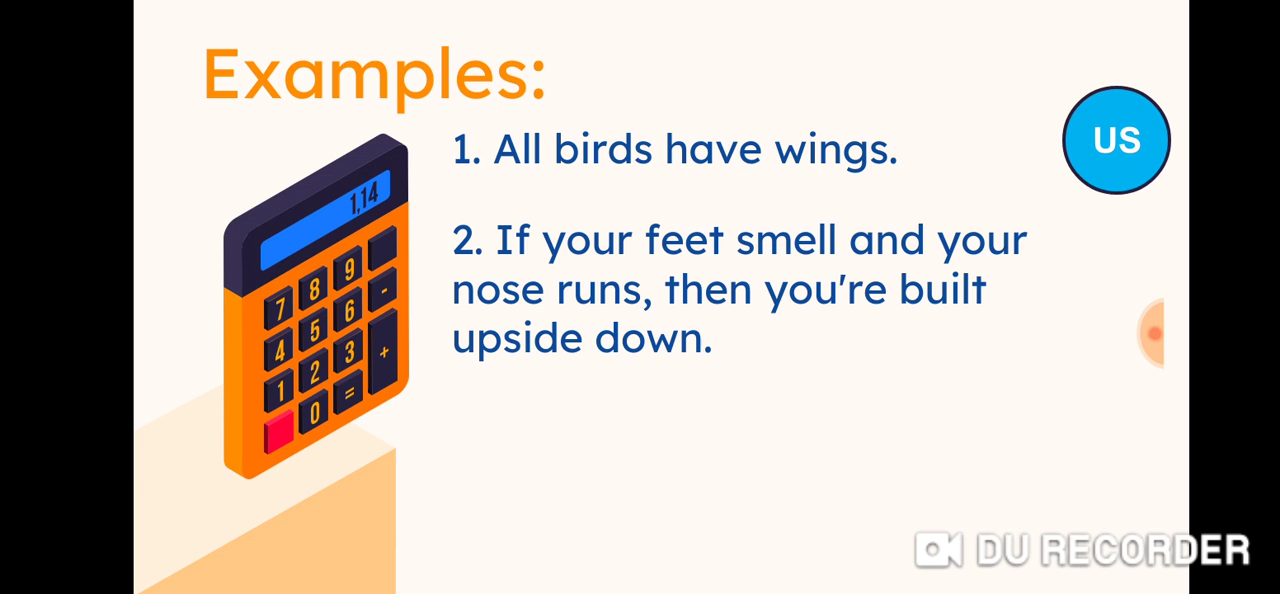 Examples:
1. All birds have wings.
US
2. If your feet smell and your
nose runs, then you're built
upside down.
1,14
7 8 9
4 5 6 -
1 2 3 +
0 =
DU RECORDER